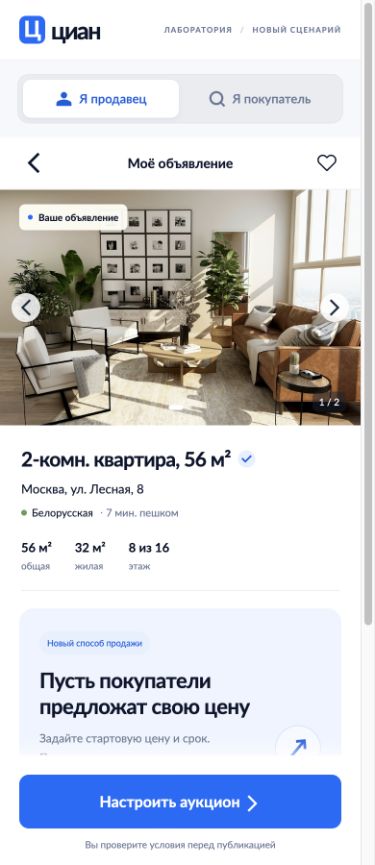 циан
ЛАБОРАТОРИЯ / НОВЫЙ СЦЕНАРИЙ
Я продавец
Я покупатель
Моё объявление
Ваше объявление
1 / 2
2-комн. квартира, 56 м²
Москва, ул. Лесная, 8
Белорусская · 7 мин. пешком
56 м² 32 м² 8 из 16
общая жилая этаж
Новый способ продажи
Пусть покупатели
предложат свою цену
Задайте стартовую цену и срок.
Настроить аукцион
Вы проверите условия перед публикацией